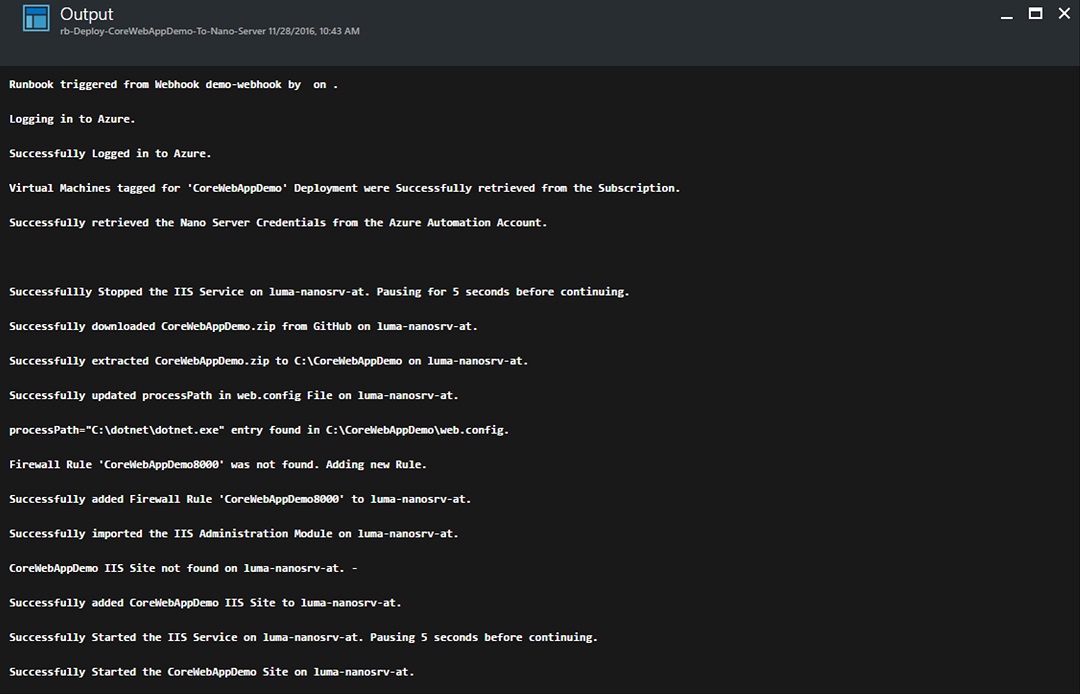 Output
rb-Deploy-CoreWebAppDemo-To-Nano-Server 11/28/2016, 10:43 AM
Runbook triggered from Webhook demo-webhook by  on .
Logging in to Azure.
Successfully Logged in to Azure.
Virtual Machines tagged for 'CoreWebAppDemo' Deployment were Successfully retrieved from the Subscription.
Successfully retrieved the Nano Server Credentials from the Azure Automation Account.
Successfullly Stopped the IIS Service on luma-nanosrv-at. Pausing for 5 seconds before continuing.
Successfully downloaded CoreWebAppDemo.zip from GitHub on luma-nanosrv-at.
Successfully extracted CoreWebAppDemo.zip to C:\CoreWebAppDemo on luma-nanosrv-at.
Successfully updated processPath in web.config File on luma-nanosrv-at.
processPath="C:\dotnet\dotnet.exe" entry found in C:\CoreWebAppDemo\web.config.
Firewall Rule 'CoreWebAppDemo8000' was not found. Adding new Rule.
Successfully added Firewall Rule 'CoreWebAppDemo8000' to luma-nanosrv-at.
Successfully imported the IIS Administration Module on luma-nanosrv-at.
CoreWebAppDemo IIS Site not found on luma-nanosrv-at. -
Successfully added CoreWebAppDemo IIS Site to luma-nanosrv-at.
Successfully Started the IIS Service on luma-nanosrv-at. Pausing 5 seconds before continuing.
Successfully Started the CoreWebAppDemo Site on luma-nanosrv-at.